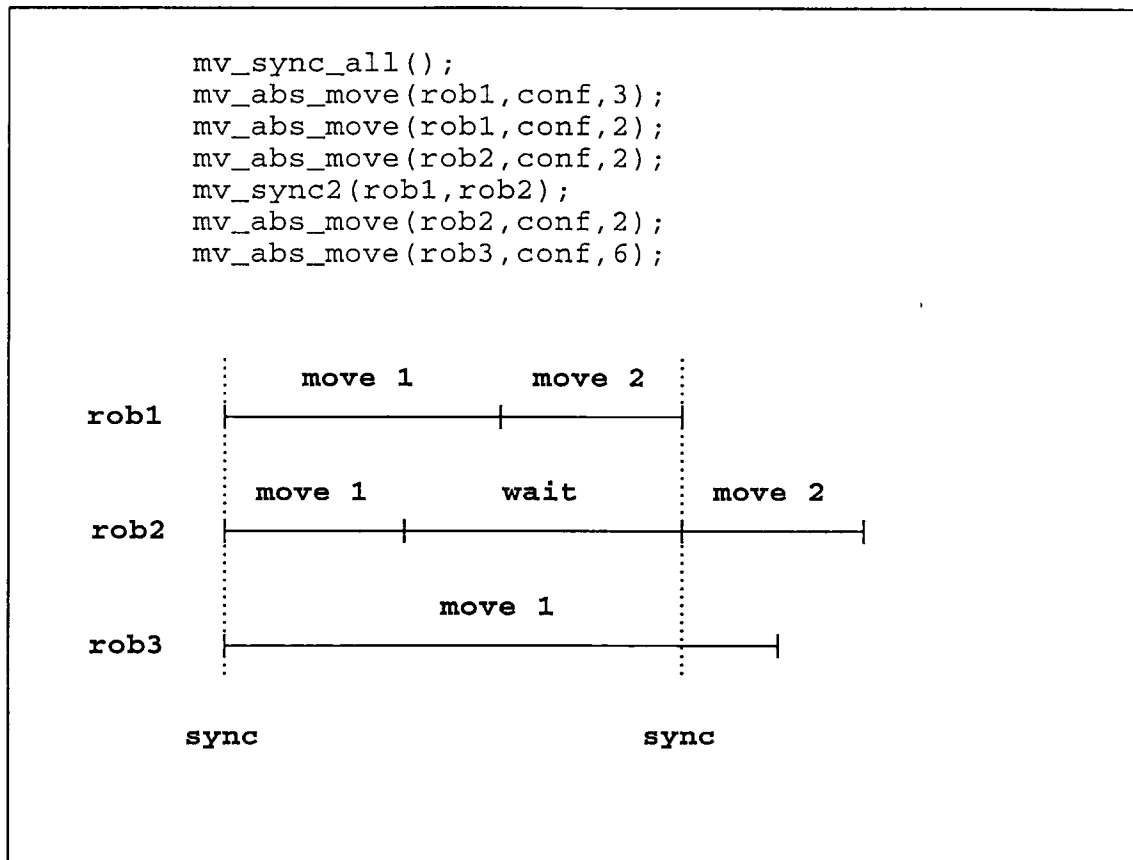 mv_sync_all();
mv_abs_move(rob1,conf,3);
mv_abs_move(rob1,conf,2);
mv_abs_move(rob2,conf,2);
mv_sync2(rob1,rob2);
mv_abs_move(rob2,conf,2);
mv_abs_move(rob3,conf,6);
move 1 move 2
rob1
move 1 wait move 2
rob2
move 1
rob3
sync sync